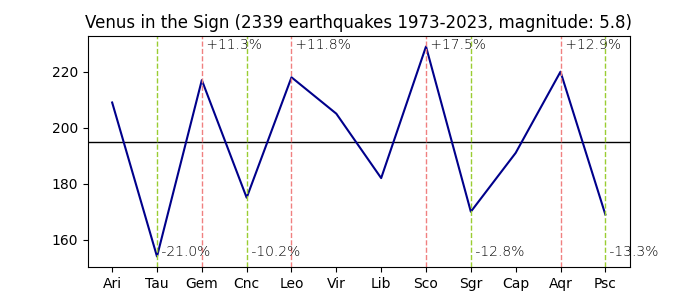 Venus in the Sign (2339 earthquakes 1973-2023, magnitude: 5.8)
+11.3% +11.8% +17.5% +12.9%
220
200
180
160
-21.0% -10.2% -12.8% -13.3%
Ari Tau Gem Cnc Leo Vir Lib Sco Sgr Cap Aqr Psc